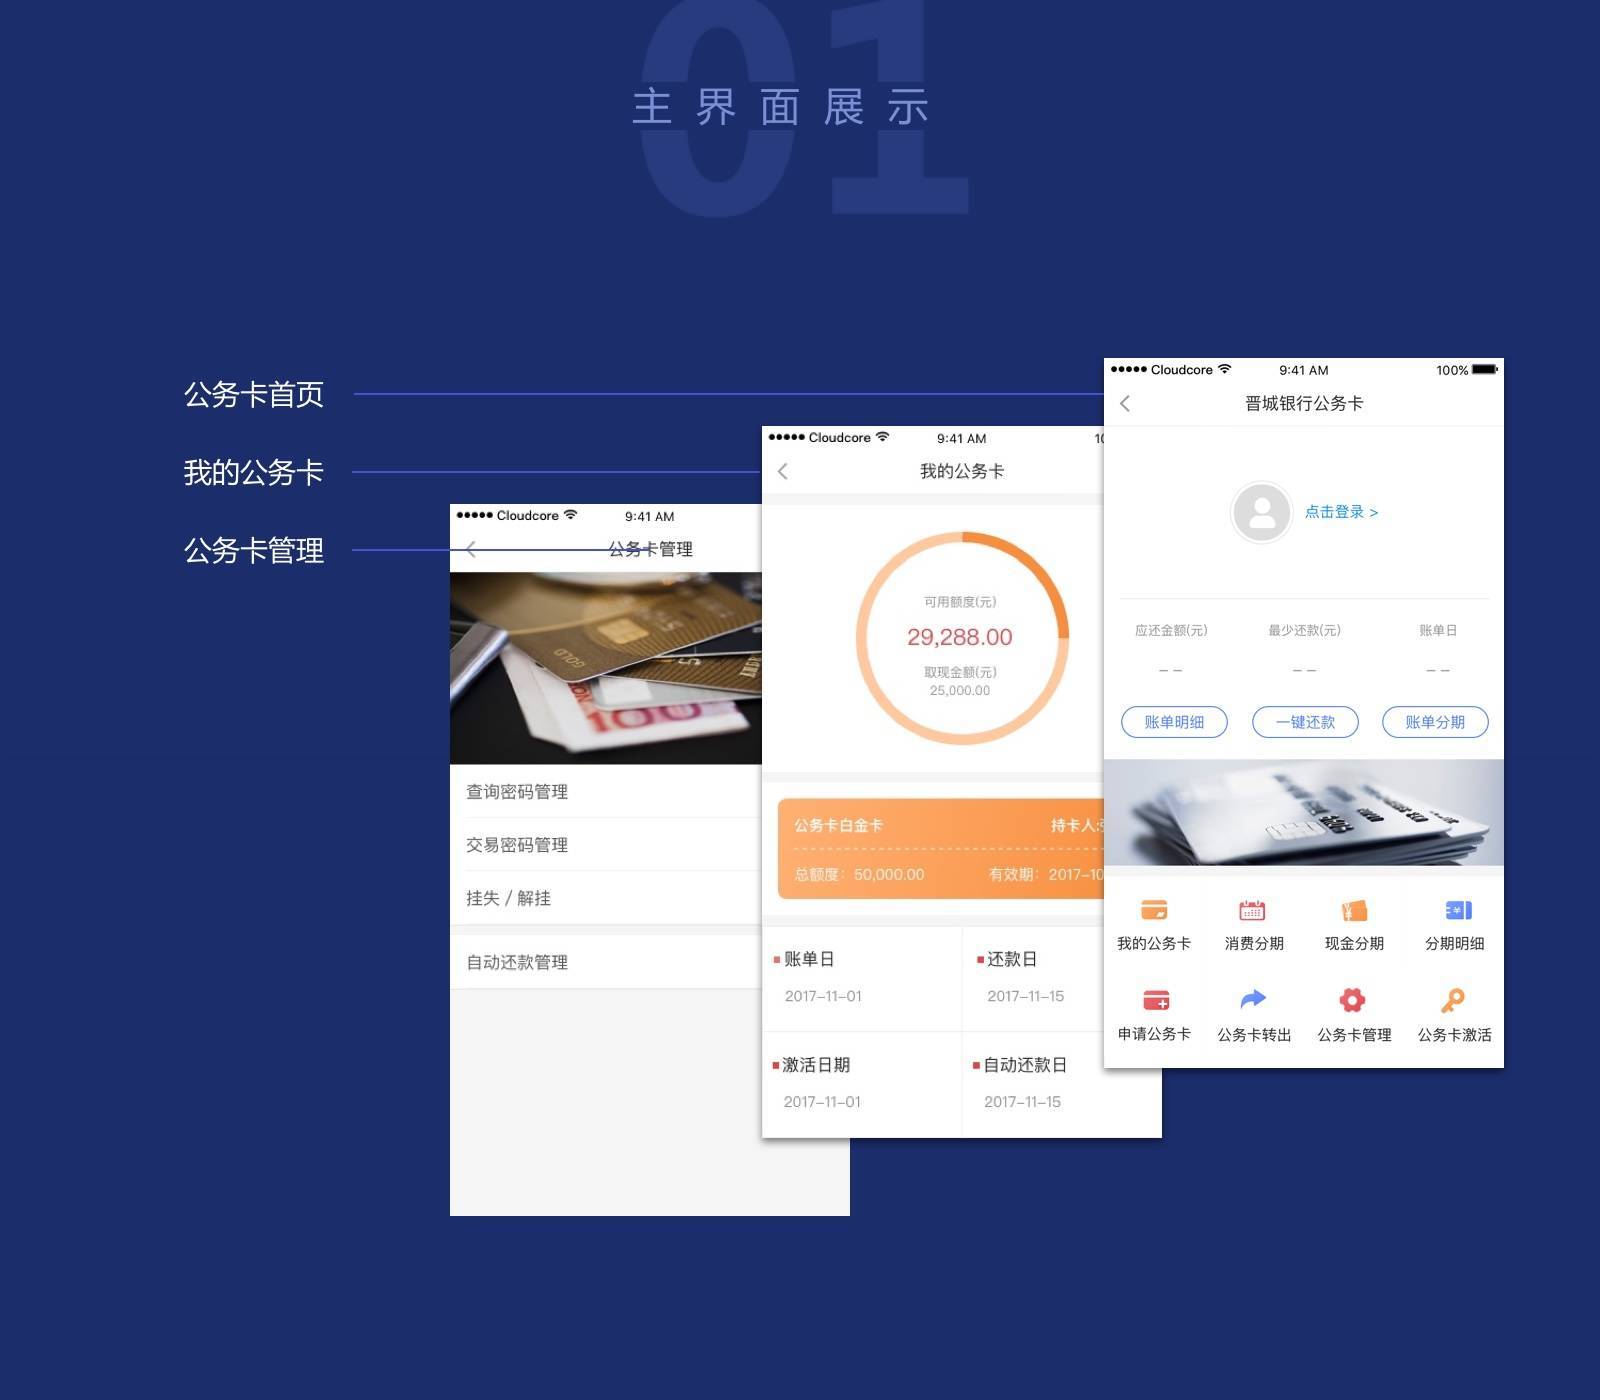 01
主界面展示
公务卡首页
我的公务卡
公务卡管理
Cloudcore 9:41 AM
公务卡管理
GOLD
100
查询密码管理
交易密码管理
挂失 / 解挂
自动还款管理
Cloudcore 9:41 AM
我的公务卡
可用额度(元)
29,288.00
取现金额(元)
25,000.00
公务卡白金卡 持卡人:
总额度：50,000.00 有效期：2017-10
账单日 还款日
2017-11-01 2017-11-15
激活日期 自动还款日
2017-11-01 2017-11-15
Cloudcore 9:41 AM 100%
晋城银行公务卡
点击登录 >
应还金额(元) 最少还款(元) 账单日
-- -- --
账单明细 一键还款 账单分期
我的公务卡 消费分期 现金分期 分期明细
申请公务卡 公务卡转出 公务卡管理 公务卡激活